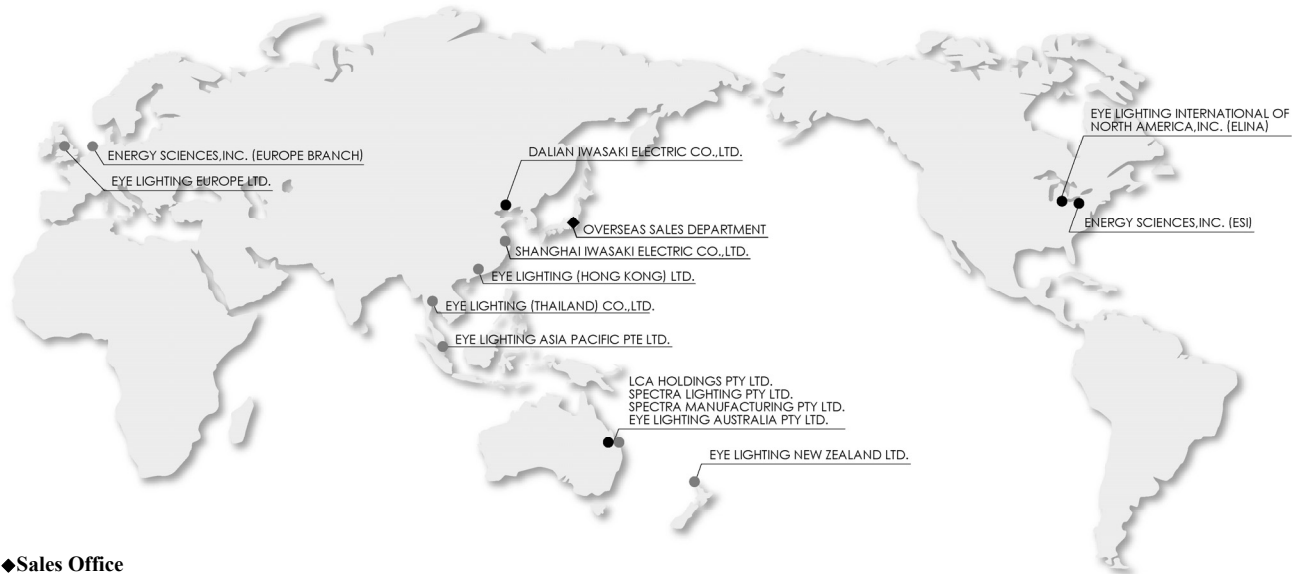 EYE LIGHTING INTERNATIONAL OF
NORTH AMERICA,INC. (ELINA)
ENERGY SCIENCES,INC. (EUROPE BRANCH)
DALIAN IWASAKI ELECTRIC CO.,LTD.
EYE LIGHTING EUROPE LTD.
ENERGY SCIENCES,INC. (ESI)
OVERSEAS SALES DEPARTMENT
SHANGHAI IWASAKI ELECTRIC CO.,LTD.
EYE LIGHTING (HONG KONG) LTD.
EYE LIGHTING (THAILAND) CO.,LTD.
EYE LIGHTING ASIA PACIFIC PTE LTD.
LCA HOLDINGS PTY LTD.
SPECTRA LIGHTING PTY LTD.
SPECTRA MANUFACTURING PTY LTD.
EYE LIGHTING AUSTRALIA PTY LTD.
EYE LIGHTING NEW ZEALAND LTD.
◆Sales Office